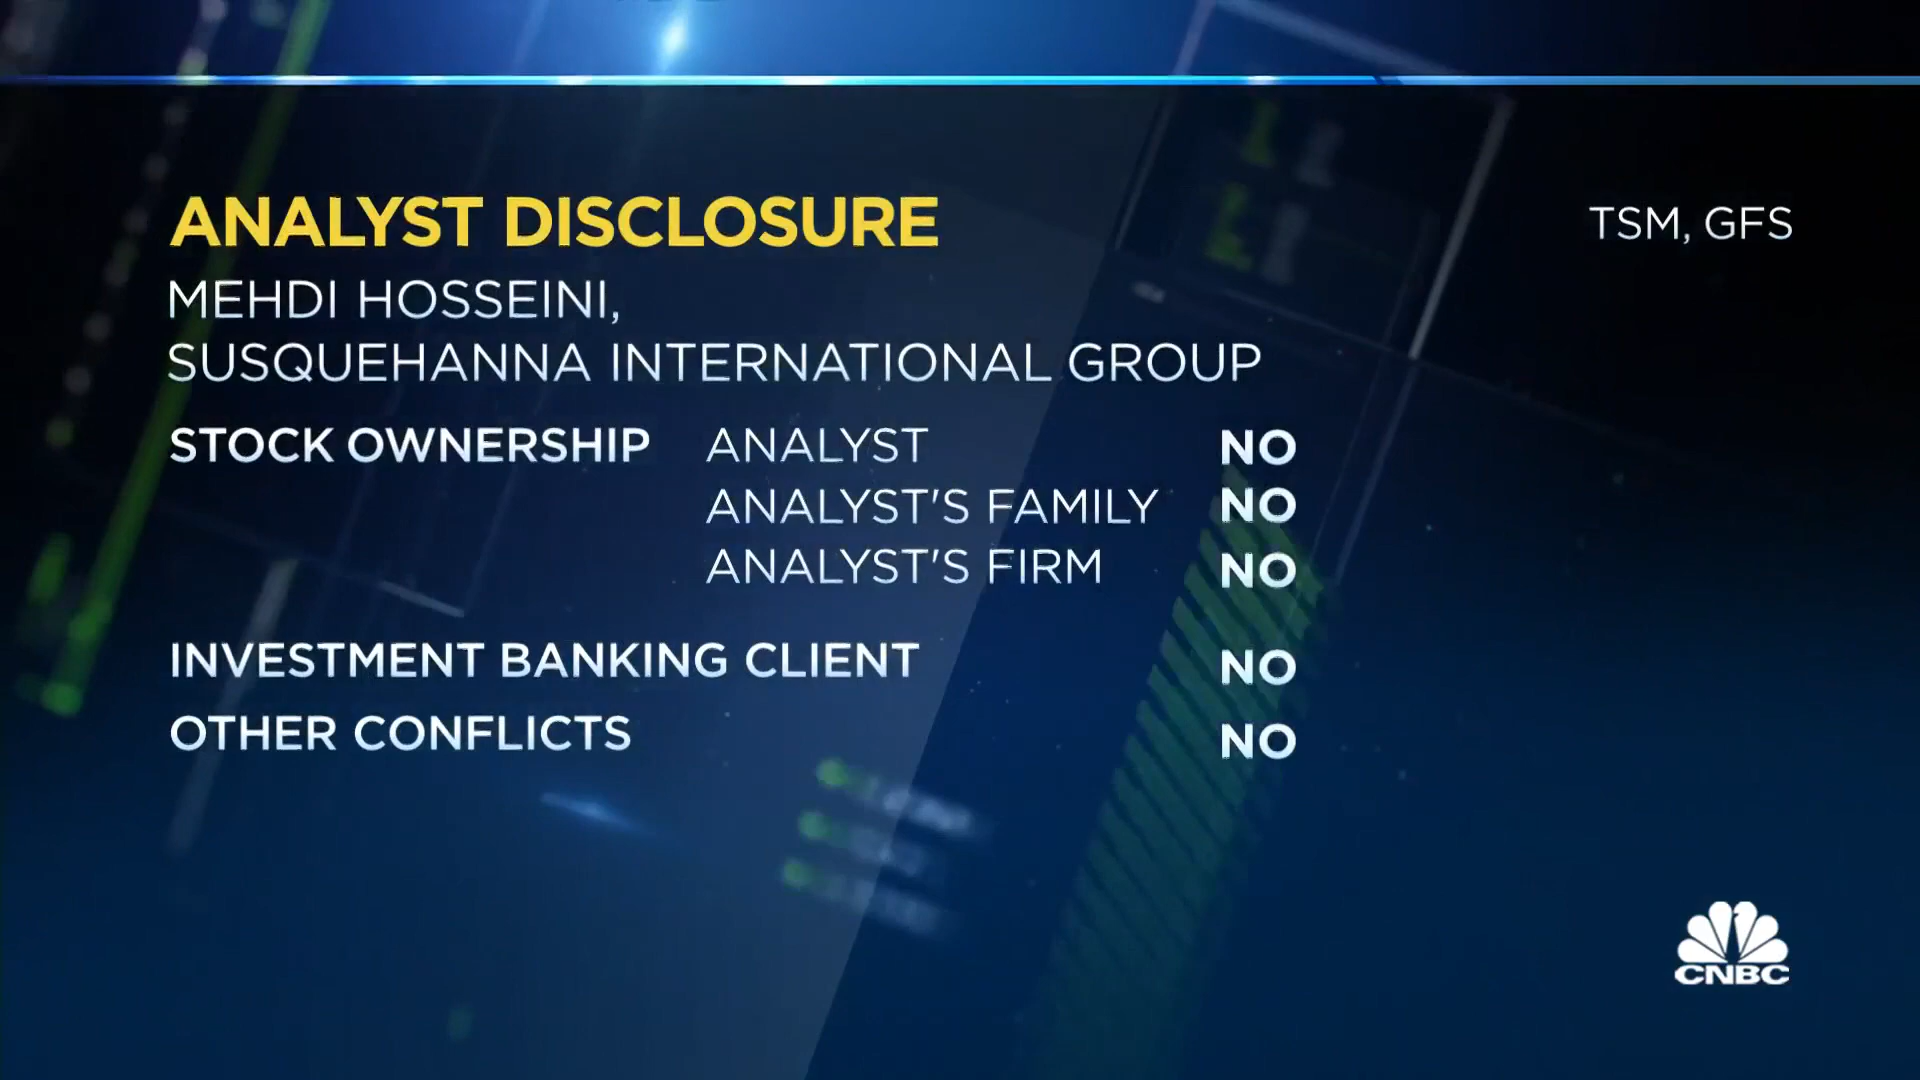 ANALYST DISCLOSURE
TSM, GFS
MEHDI HOSSEINI,
SUSQUEHANNA INTERNATIONAL GROUP
STOCK OWNERSHIP ANALYST NO
ANALYST'S FAMILY NO
ANALYST'S FIRM NO
INVESTMENT BANKING CLIENT NO
OTHER CONFLICTS NO
CNBC